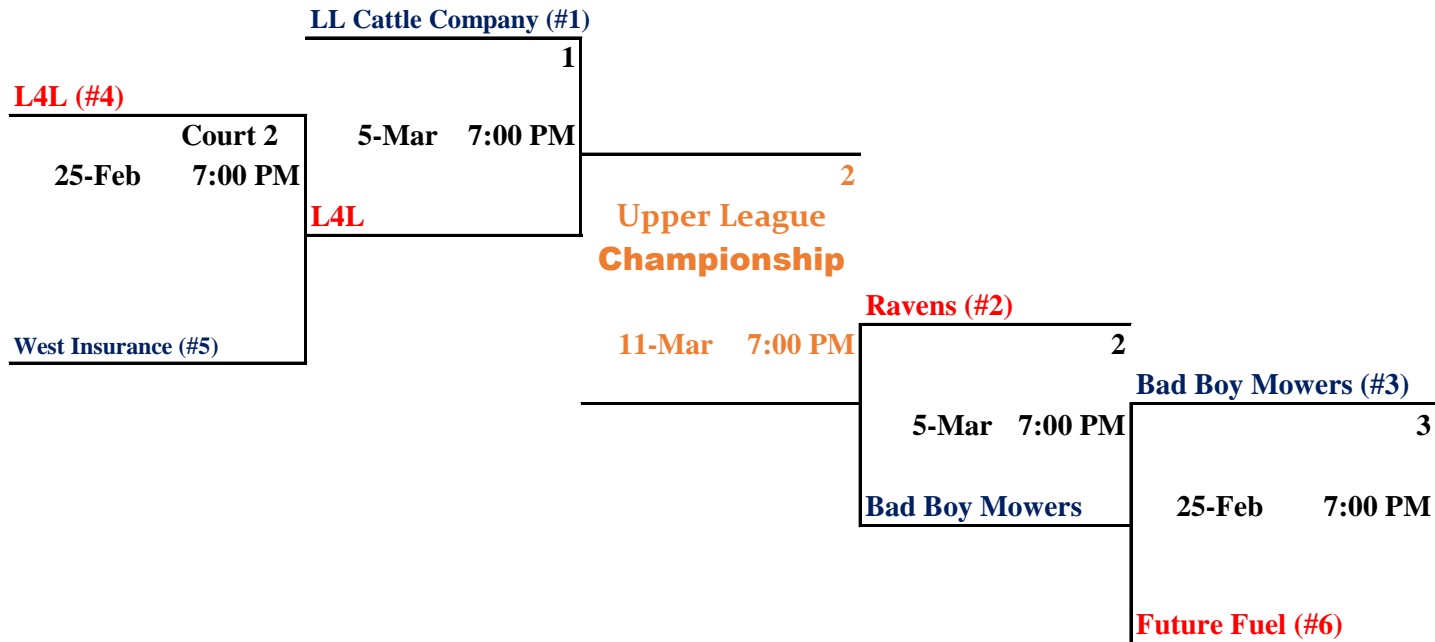 LL Cattle Company (#1)
1
L4L (#4)
Court 2
5-Mar 7:00 PM
25-Feb 7:00 PM
2
L4L
Upper League
Championship
Ravens (#2)
11-Mar 7:00 PM
2
West Insurance (#5)
Bad Boy Mowers (#3)
5-Mar 7:00 PM
3
Bad Boy Mowers
25-Feb 7:00 PM
Future Fuel (#6)